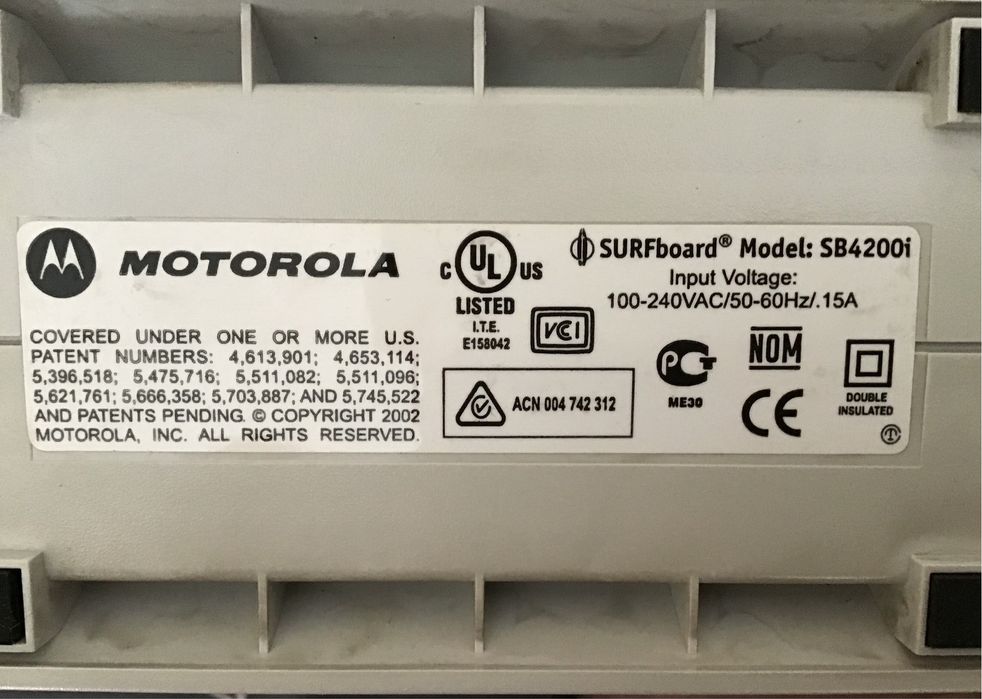 MOTOROLA
COVERED UNDER ONE OR MORE U.S.
PATENT NUMBERS: 4,613,901; 4,653,114;
5,396,518; 5,475,716; 5,511,082; 5,511,096;
5,621,761; 5,666,358; 5,703,887; AND 5,745,522
AND PATENTS PENDING. © COPYRIGHT 2002
MOTOROLA, INC. ALL RIGHTS RESERVED.
C UL US
LISTED
I.T.E.
E158042
VCI
ACN 004 742 312
SURFboard® Model: SB4200i
Input Voltage:
100-240VAC/50-60Hz/.15A
PCT
ME30
NOM
CE
DOUBLE
INSULATED
T